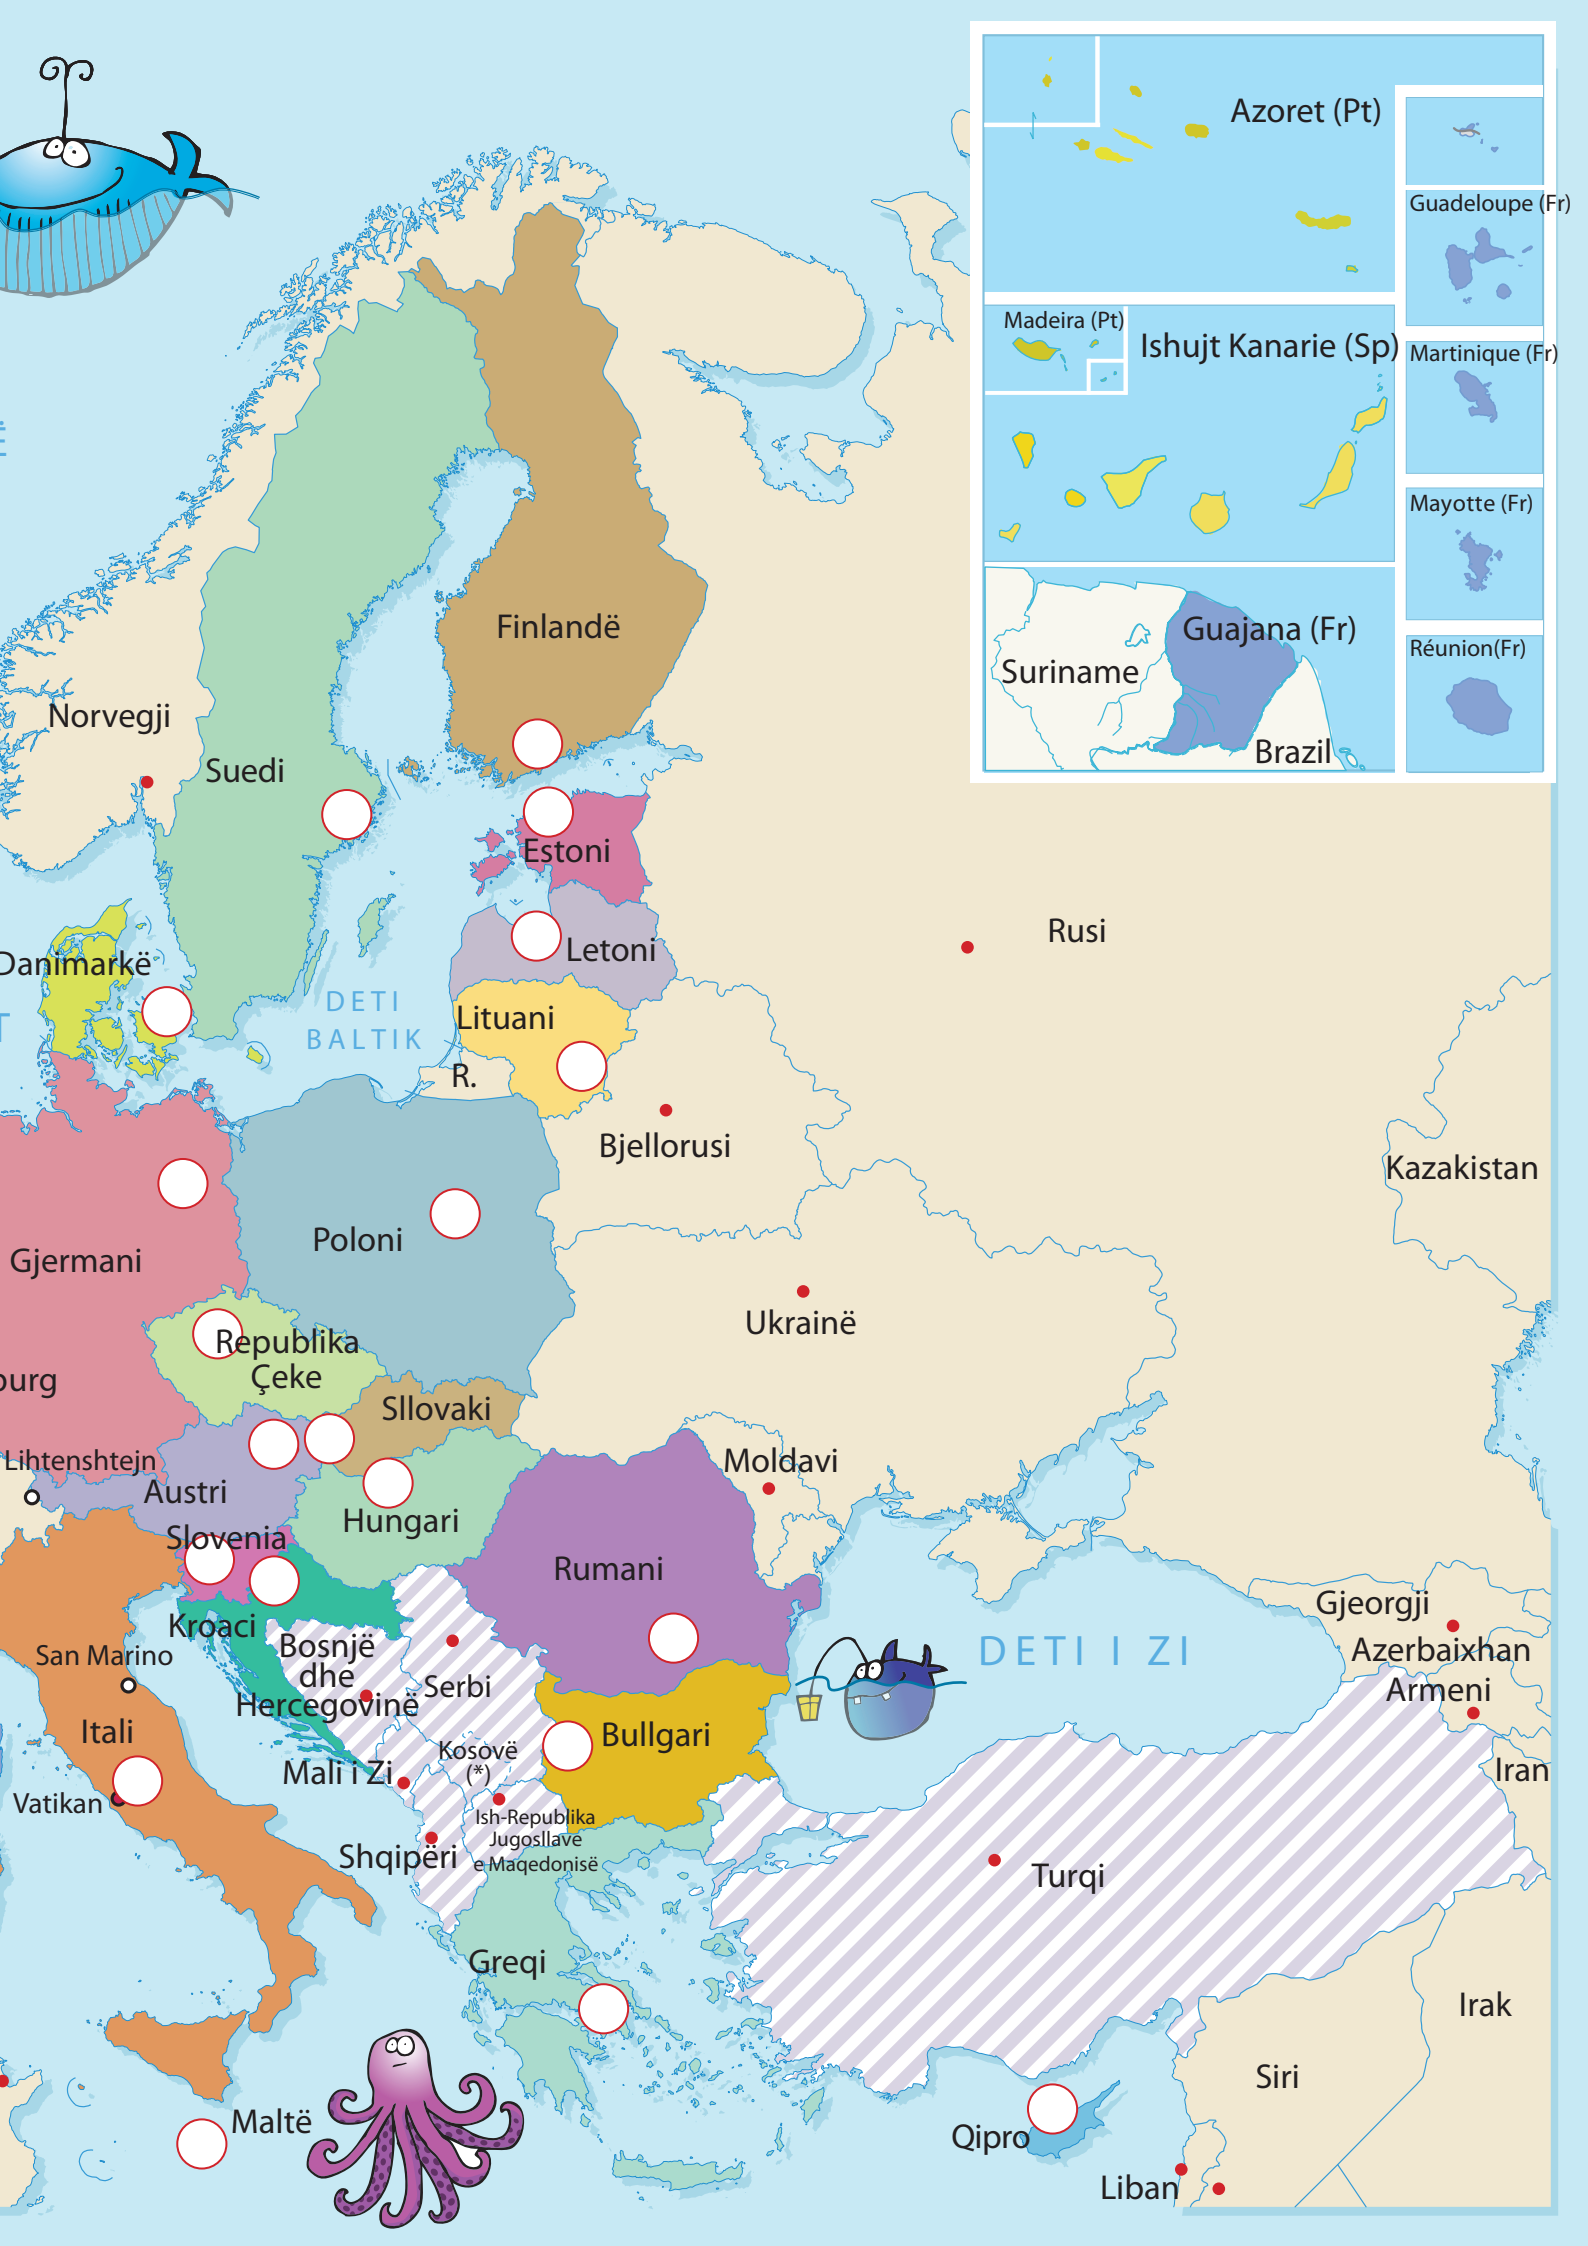 Azoret (Pt)
Guadeloupe (Fr)
Madeira (Pt)
Ishujt Kanarie (Sp)
Martinique (Fr)
Mayotte (Fr)
Guajana (Fr)
Suriname
Brazil
Réunion(Fr)
Ë
Finlandë
Norvegji
Suedi
Estoni
Rusi
Letoni
Danimarkë
DETI
BALTIK
Lituani
T
R.
Bjellorusi
Kazakistan
Poloni
Gjermani
Ukrainë
Republika
Çeke
burg
Sllovaki
Lihtenshtejn
Moldavi
Austri
Hungari
Slovenia
Rumani
Gjeorgji
Kroaci
San Marino
Bosnjë
dhe
Hercegovinë
Serbi
DETI I ZI
Azerbaixhan
Armeni
Itali
Bullgari
Kosovë
(*)
Mali i Zi
Iran
Vatikan
Ish-Republika
Jugosllave
e Maqedonisë
Shqipëri
Turqi
Greqi
Irak
Siri
Maltë
Qipro
Liban